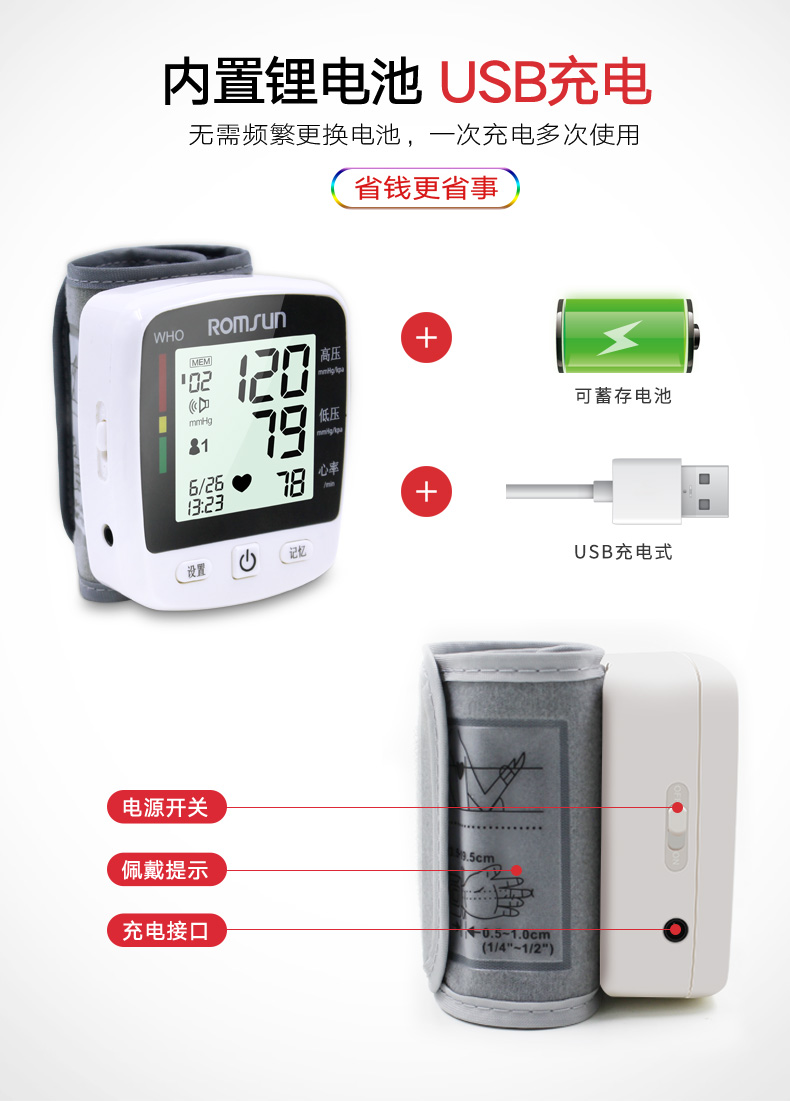 内置锂电池 USB充电
无需频繁更换电池，一次充电多次使用
省钱更省事
WHO
ROMSUN
MEM
02
mmHg
1
6/26
13:23
120
79
78
高压
mmHg/kpa
低压
mmHg/kpa
心率
/min
设置
记忆
可蓄存电池
USB充电式
电源开关
佩戴提示
充电接口
ON
0.5~1.0cm
(1/4"~1/2")